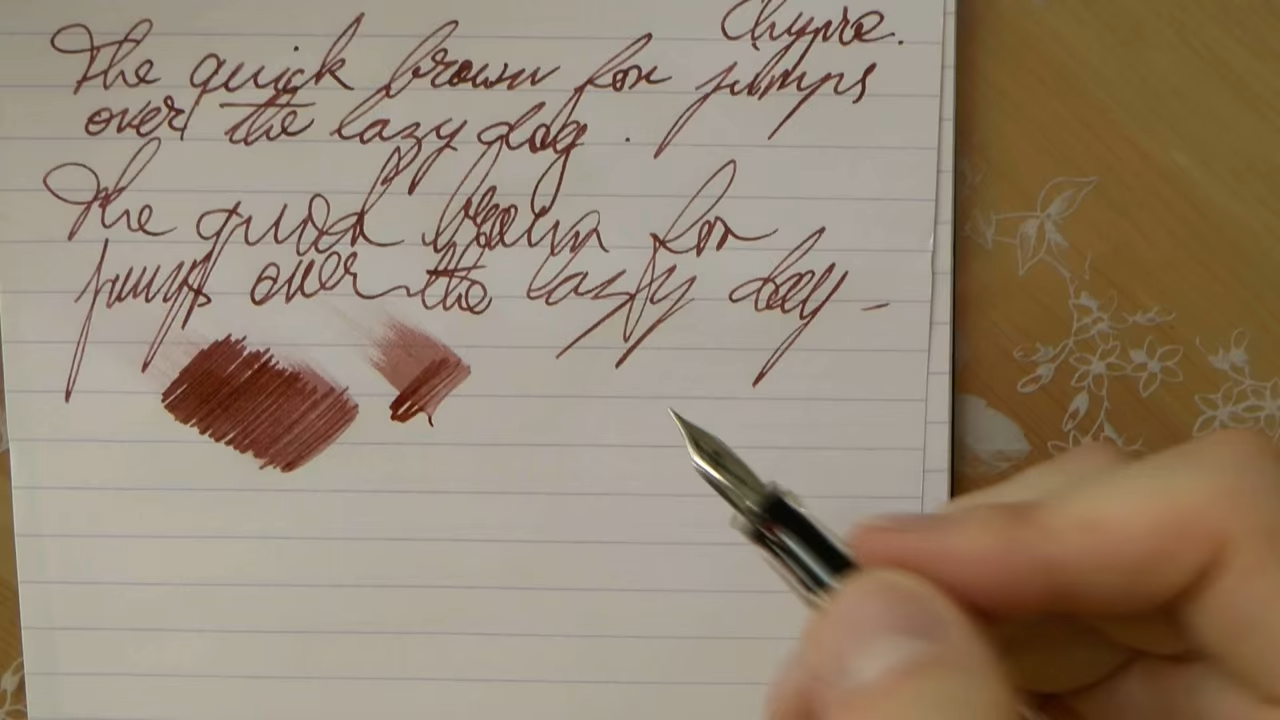 Chypre.
The quick brown fox jumps
over the lazy dog.
The quick brown fox
jumps over the lazy dog-